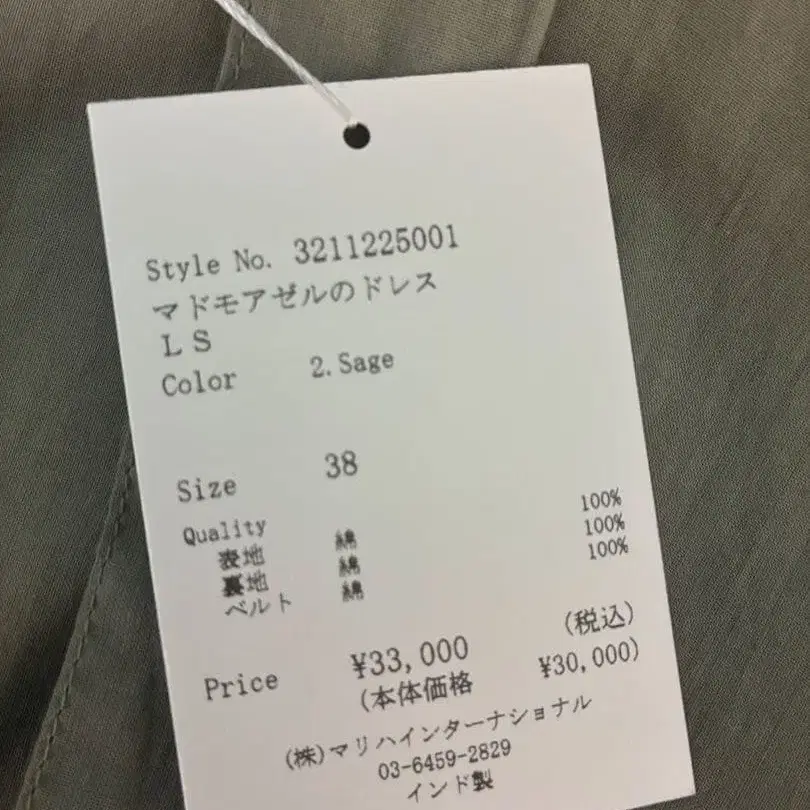 Style No. 3211225001
マドモアゼルのドレス
ＬＳ
Color 2.Sage
Size 38
Quality
表地 綿 100%
裏地 綿 100%
ベルト 綿 100%
Price ¥33,000 (税込)
(本体価格 ¥30,000)
(株)マリハインターナショナル
03-6459-2829
インド製